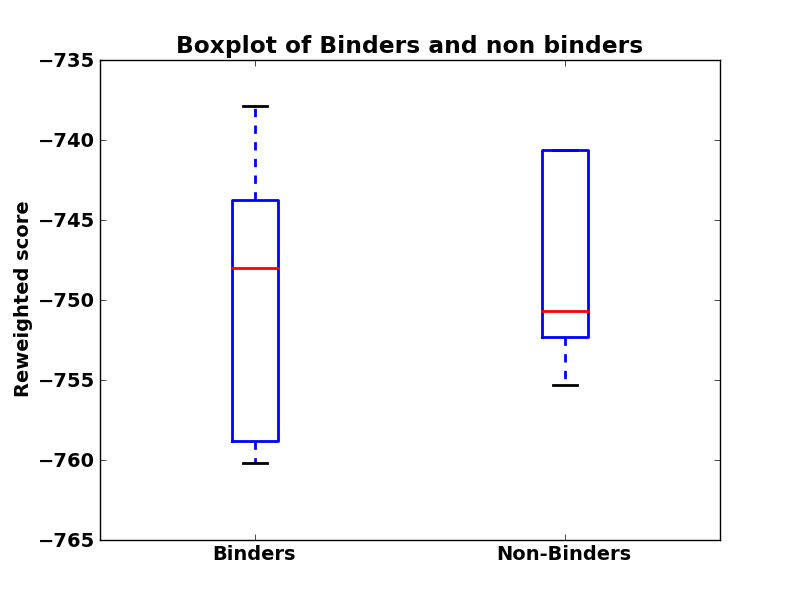 Boxplot of Binders and non binders
−735
−740
−745
−750
−755
−760
−765
Reweighted score
Binders
Non-Binders